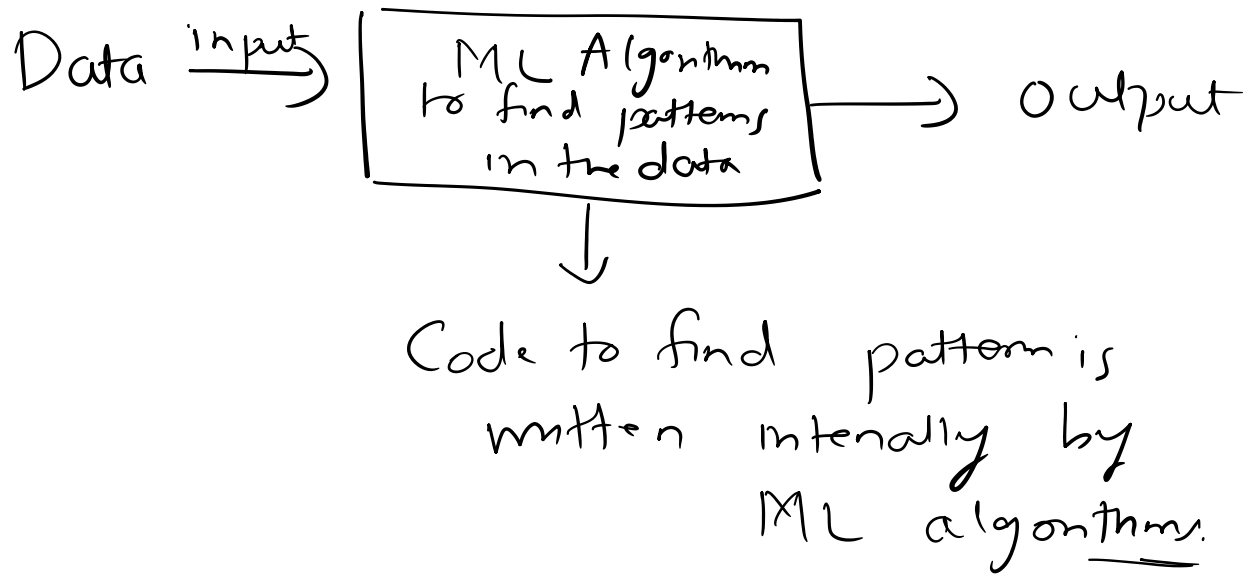 Data
input
ML Algorithm
to find patterns
in the data
output
Code to find pattern is
written internally by
ML algorithms.